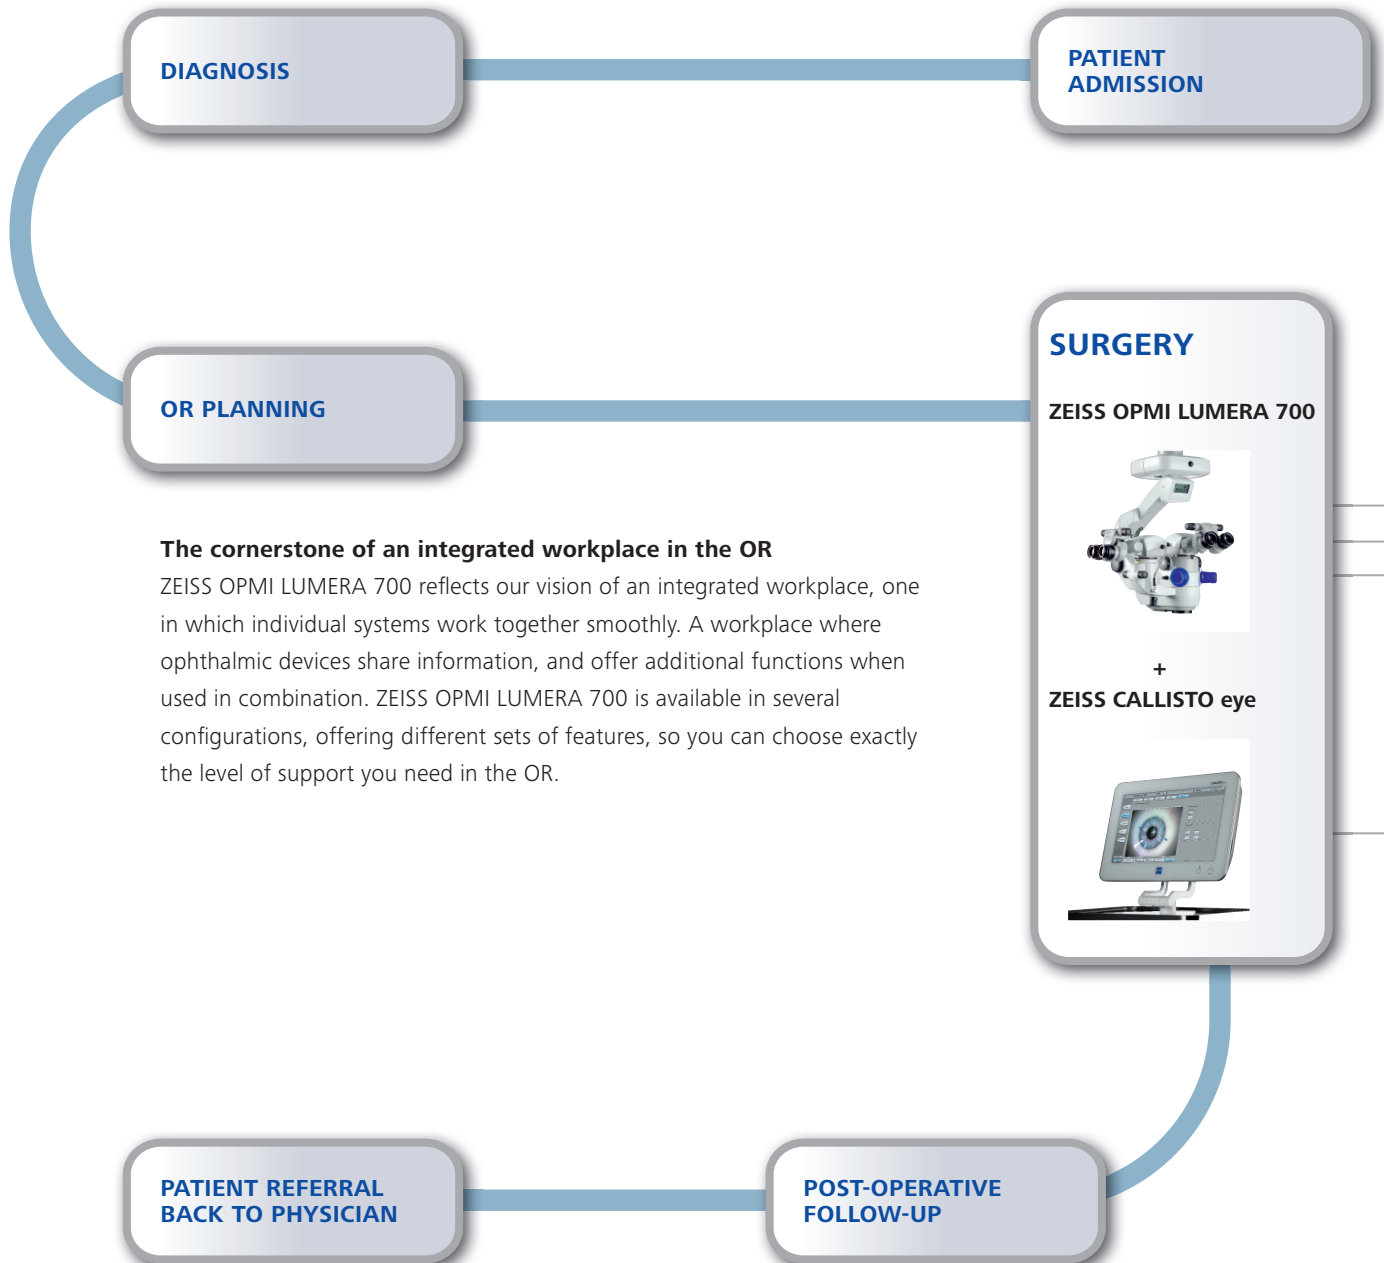 DIAGNOSIS
PATIENT
ADMISSION
OR PLANNING
SURGERY
ZEISS OPMI LUMERA 700
+
ZEISS CALLISTO eye
The cornerstone of an integrated workplace in the OR
ZEISS OPMI LUMERA 700 reflects our vision of an integrated workplace, one
in which individual systems work together smoothly. A workplace where
ophthalmic devices share information, and offer additional functions when
used in combination. ZEISS OPMI LUMERA 700 is available in several
configurations, offering different sets of features, so you can choose exactly
the level of support you need in the OR.
PATIENT REFERRAL
BACK TO PHYSICIAN
POST-OPERATIVE
FOLLOW-UP